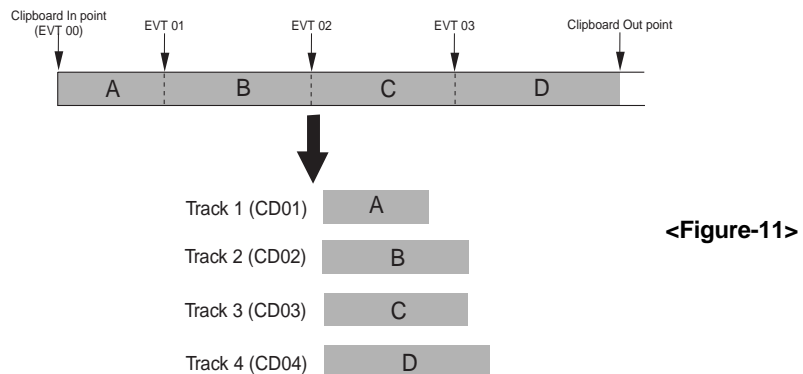 Clipboard In point
(EVT 00)
EVT 01
EVT 02
EVT 03
Clipboard Out point
A
B
C
D
Track 1 (CD01)
A
Track 2 (CD02)
B
Track 3 (CD03)
C
Track 4 (CD04)
D
<Figure-11>